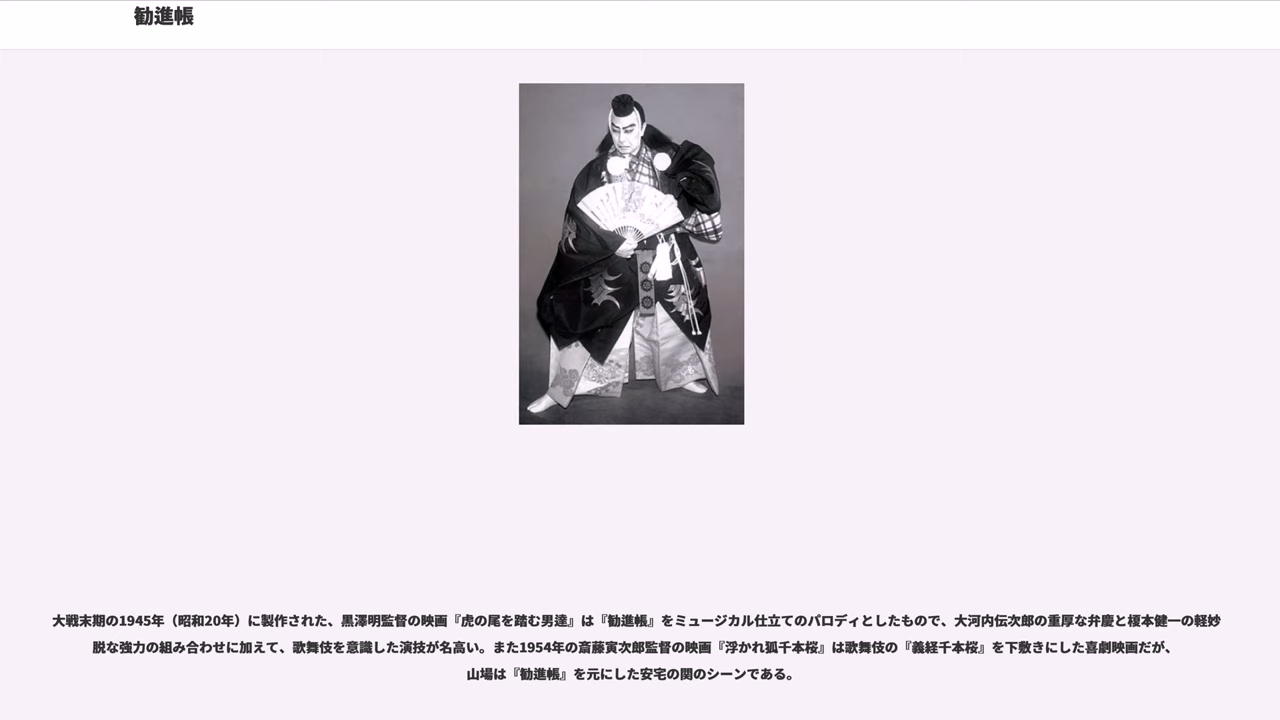 勧進帳
大戦末期の1945年（昭和20年）に製作された、黒澤明監督の映画『虎の尾を踏む男達』は『勧進帳』をミュージカル仕立てのパロディとしたもので、大河内伝次郎の重厚な弁慶と榎本健一の軽妙
脱な強力の組み合わせに加えて、歌舞伎を意識した演技が名高い。また1954年の斎藤寅次郎監督の映画『浮かれ狐千本桜』は歌舞伎の『義経千本桜』を下敷きにした喜劇映画だが、
山場は『勧進帳』を元にした安宅の関のシーンである。